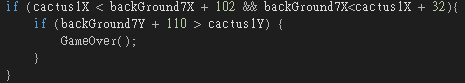 if (cactus1X < backGround7X + 102 && backGround7X<cactus1X + 32){
if (backGround7Y + 110 > cactus1Y) {
GameOver();
}
}